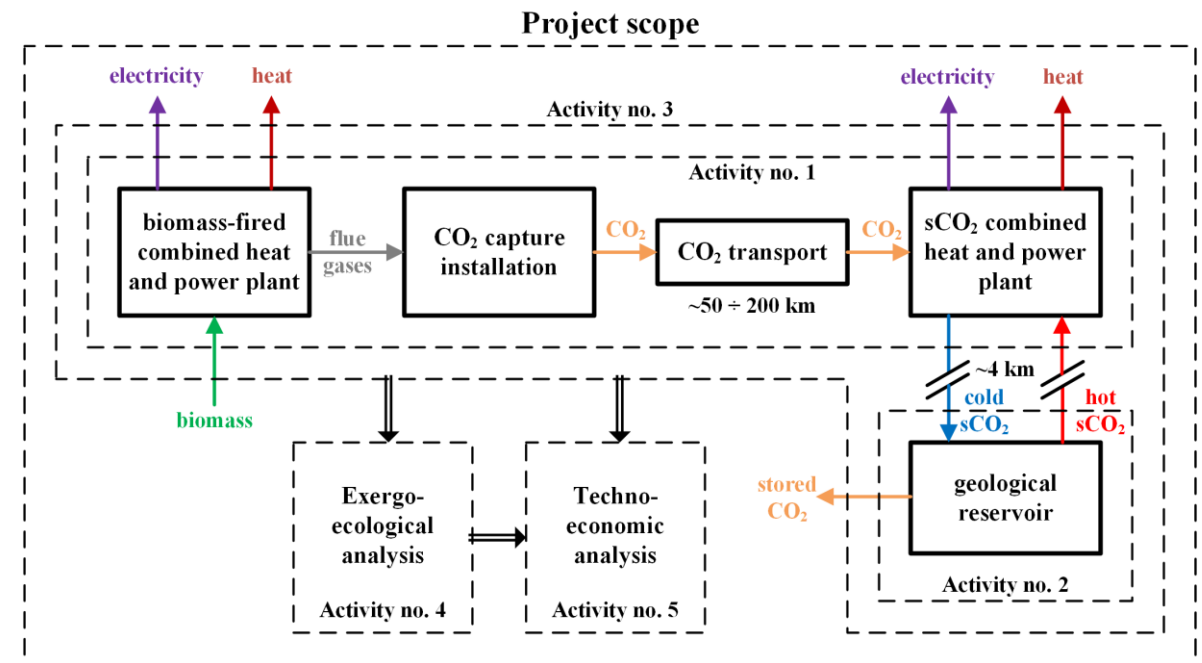 Project scope
electricity
heat
electricity
heat
Activity no. 3
Activity no. 1
biomass-fired
combined heat
and power plant
flue
gases
CO₂ capture
installation
CO₂
CO₂ transport
~50 ÷ 200 km
CO₂
sCO₂ combined
heat and power
plant
biomass
~4 km
cold
sCO₂
hot
sCO₂
Exergo-
ecological
analysis
Activity no. 4
Techno-
economic
analysis
Activity no. 5
stored
CO₂
geological
reservoir
Activity no. 2